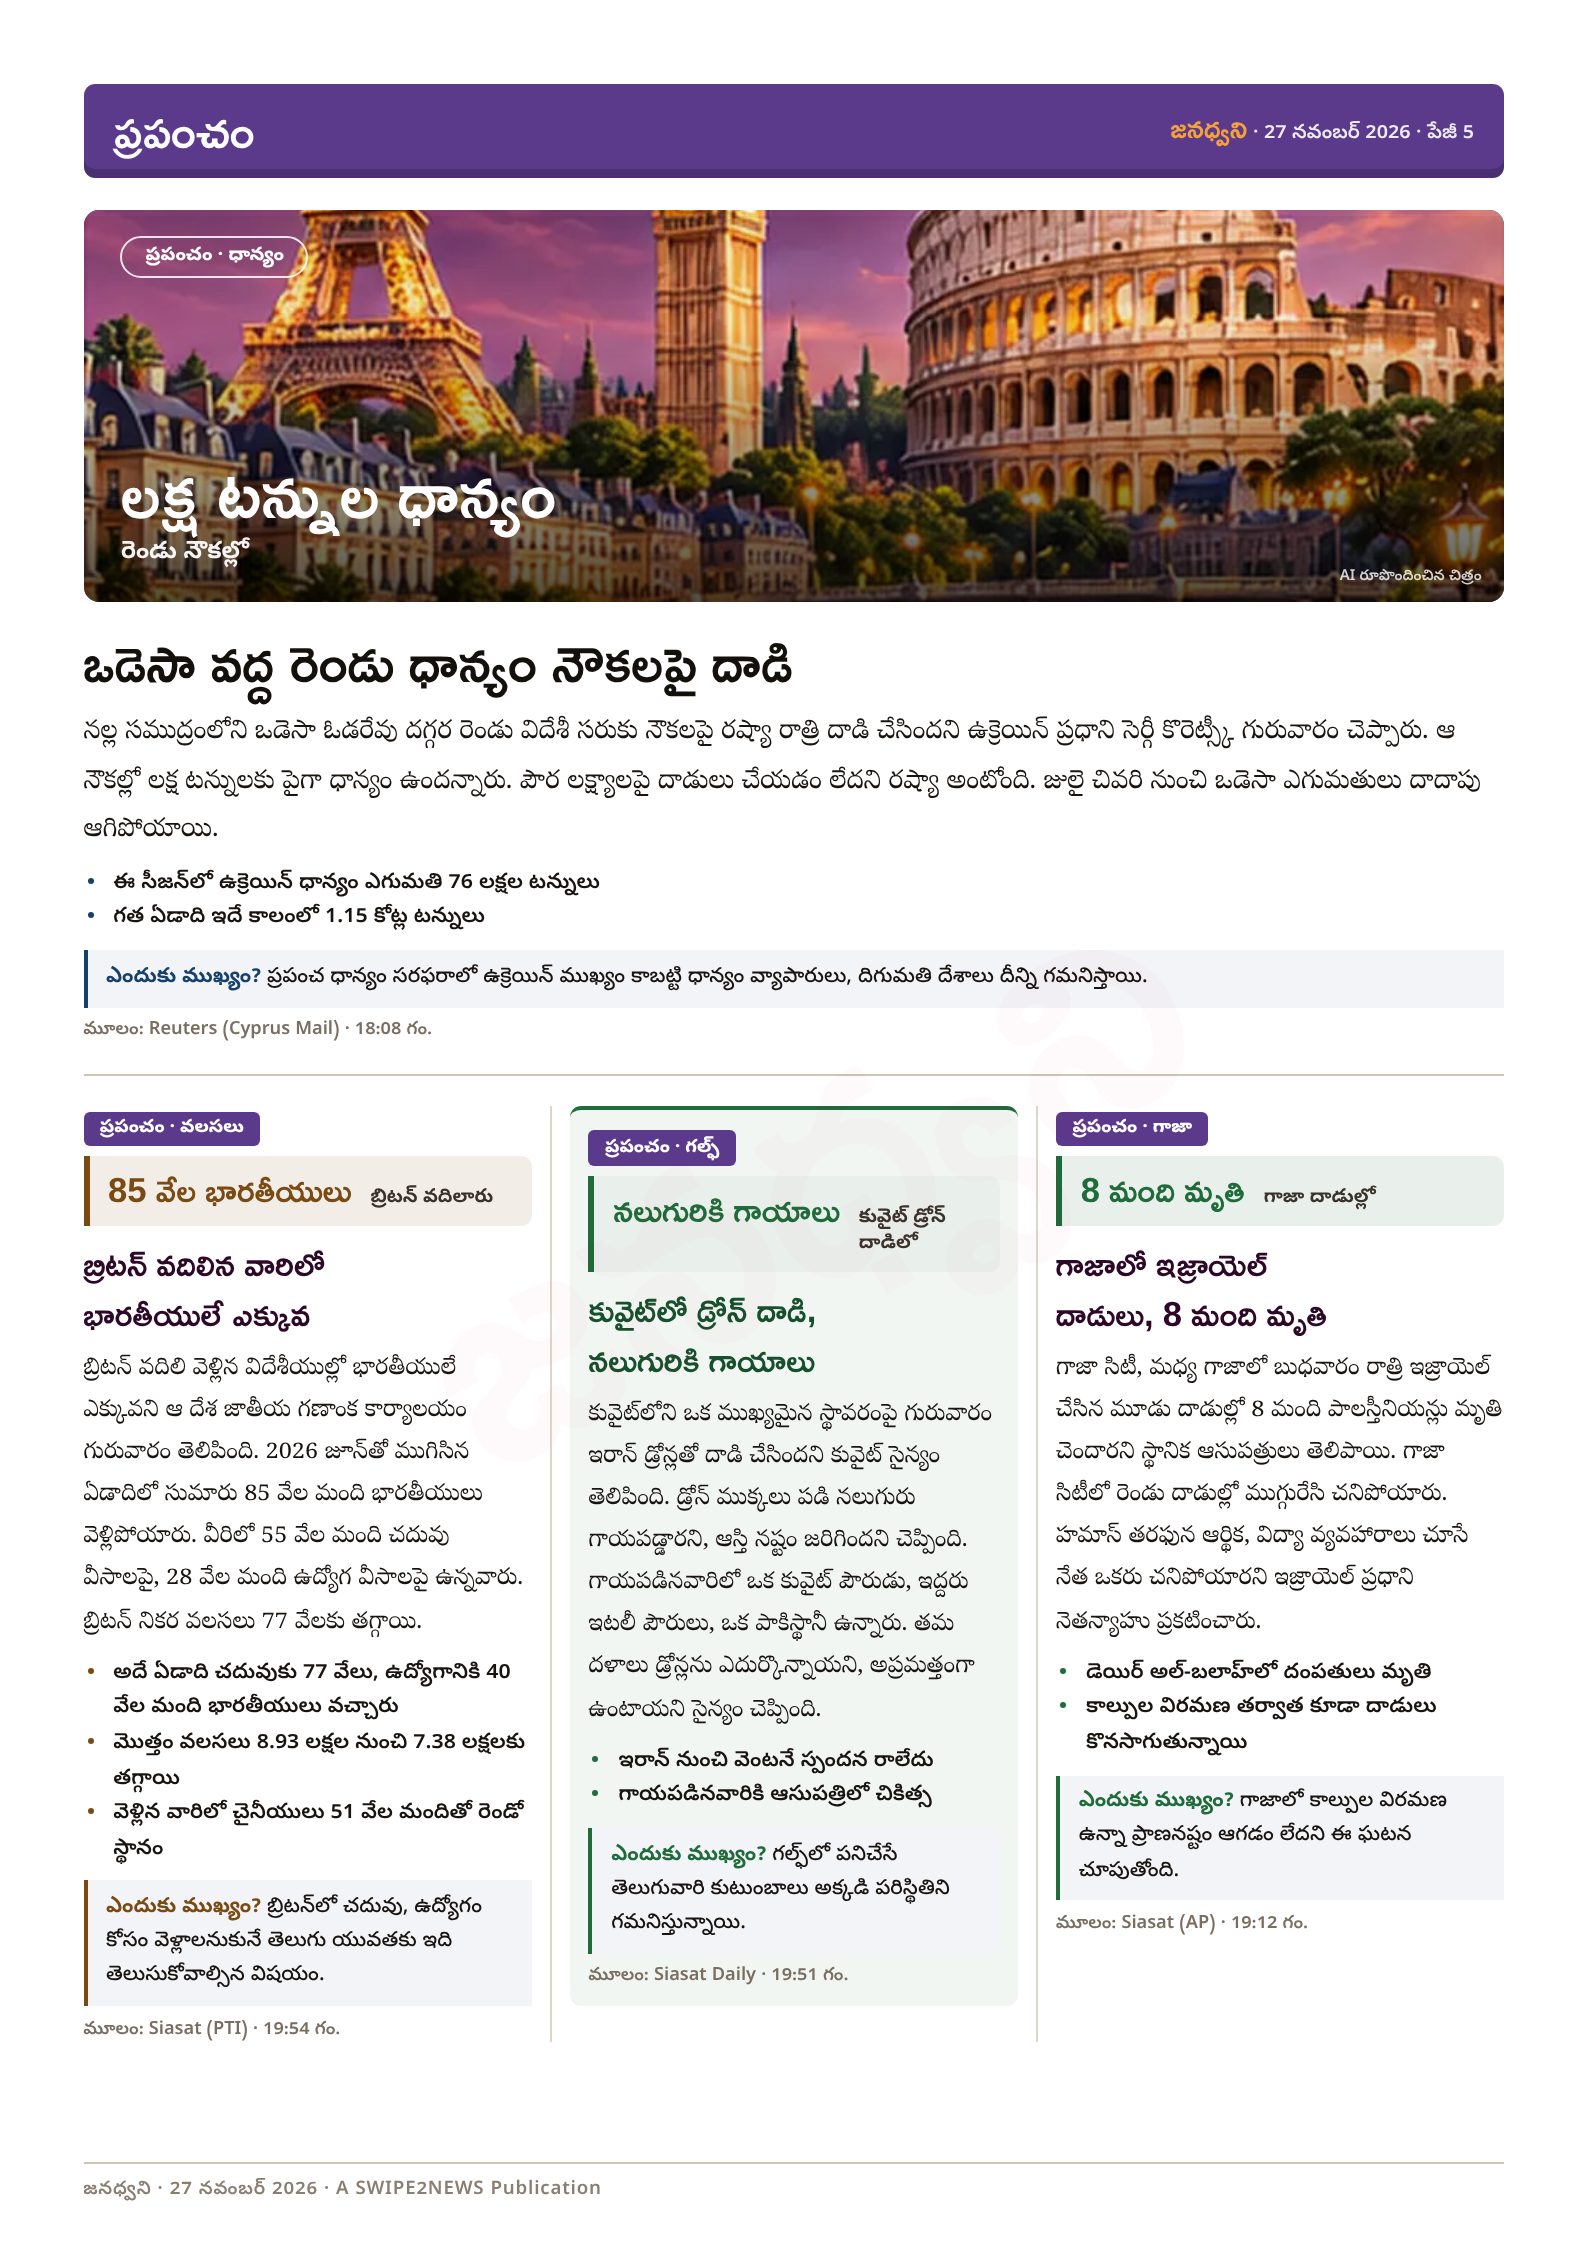 ప్రపంచం
జనధ్వని · 27 నవంబర్ 2026 · పేజీ 5
ప్రపంచం · ధాన్యం
లక్ష టన్నుల ధాన్యం
రెండు నౌకల్లో
AI రూపొందించిన చిత్రం
ఒడెసా వద్ద రెండు ధాన్యం నౌకలపై దాడి
నల్ల సముద్రంలోని ఒడెసా ఓడరేవు దగ్గర రెండు విదేశీ సరుకు నౌకలపై రష్యా రాత్రి దాడి చేసిందని ఉక్రెయిన్ ప్రధాని సెర్గీ కొరెట్స్కీ గురువారం చెప్పారు. ఆ
నౌకల్లో లక్ష టన్నులకు పైగా ధాన్యం ఉందన్నారు. పౌర లక్ష్యాలపై దాడులు చేయడం లేదని రష్యా అంటోంది. జులై చివరి నుంచి ఒడెసా ఎగుమతులు దాదాపు
ఆగిపోయాయి.
• ఈ సీజన్‌లో ఉక్రెయిన్ ధాన్యం ఎగుమతి 76 లక్షల టన్నులు
• గత ఏడాది ఇదే కాలంలో 1.15 కోట్ల టన్నులు
ఎందుకు ముఖ్యం? ప్రపంచ ధాన్యం సరఫరాలో ఉక్రెయిన్ ముఖ్యం కాబట్టి ధాన్యం వ్యాపారులు, దిగుమతి దేశాలు దీన్ని గమనిస్తాయి.
మూలం: Reuters (Cyprus Mail) · 18:08 గం.
ప్రపంచం · వలసలు
85 వేల భారతీయులు బ్రిటన్ వదిలారు
బ్రిటన్ వదిలిన వారిలో
భారతీయులే ఎక్కువ
బ్రిటన్ వదిలి వెళ్లిన విదేశీయుల్లో భారతీయులే
ఎక్కువని ఆ దేశ జాతీయ గణాంక కార్యాలయం
గురువారం తెలిపింది. 2026 జూన్‌తో ముగిసిన
ఏడాదిలో సుమారు 85 వేల మంది భారతీయులు
వెళ్లిపోయారు. వీరిలో 55 వేల మంది చదువు
వీసాలపై, 28 వేల మంది ఉద్యోగ వీసాలపై ఉన్నవారు.
బ్రిటన్ నికర వలసలు 77 వేలకు తగ్గాయి.
• అదే ఏడాది చదువుకు 77 వేలు, ఉద్యోగానికి 40
వేల మంది భారతీయులు వచ్చారు
• మొత్తం వలసలు 8.93 లక్షల నుంచి 7.38 లక్షలకు
తగ్గాయి
• వెళ్లిన వారిలో చైనీయులు 51 వేల మందితో రెండో
స్థానం
ఎందుకు ముఖ్యం? బ్రిటన్‌లో చదువు, ఉద్యోగం
కోసం వెళ్లాలనుకునే తెలుగు యువతకు ఇది
తెలుసుకోవాల్సిన విషయం.
మూలం: Siasat (PTI) · 19:54 గం.
ప్రపంచం · గల్ఫ్
నలుగురికి గాయాలు కువైట్ డ్రోన్
దాడిలో
కువైట్‌లో డ్రోన్ దాడి,
నలుగురికి గాయాలు
కువైట్‌లోని ఒక ముఖ్యమైన స్థావరంపై గురువారం
ఇరాన్ డ్రోన్లతో దాడి చేసిందని కువైట్ సైన్యం
తెలిపింది. డ్రోన్ ముక్కలు పడి నలుగురు
గాయపడ్డారని, ఆస్తి నష్టం జరిగిందని చెప్పింది.
గాయపడినవారిలో ఒక కువైట్ పౌరుడు, ఇద్దరు
ఇటలీ పౌరులు, ఒక పాకిస్థానీ ఉన్నారు. తమ
దళాలు డ్రోన్లను ఎదుర్కొన్నాయని, అప్రమత్తంగా
ఉంటాయని సైన్యం చెప్పింది.
• ఇరాన్ నుంచి వెంటనే స్పందన రాలేదు
• గాయపడినవారికి ఆసుపత్రిలో చికిత్స
ఎందుకు ముఖ్యం? గల్ఫ్‌లో పనిచేసే
తెలుగువారి కుటుంబాలు అక్కడి పరిస్థితిని
గమనిస్తున్నాయి.
మూలం: Siasat Daily · 19:51 గం.
ప్రపంచం · గాజా
8 మంది మృతి గాజా దాడుల్లో
గాజాలో ఇజ్రాయెల్
దాడులు, 8 మంది మృతి
గాజా సిటీ, మధ్య గాజాలో బుధవారం రాత్రి ఇజ్రాయెల్
చేసిన మూడు దాడుల్లో 8 మంది పాలస్తీనియన్లు మృతి
చెందారని స్థానిక ఆసుపత్రులు తెలిపాయి. గాజా
సిటీలో రెండు దాడుల్లో ముగ్గురేసి చనిపోయారు.
హమాస్ తరఫున ఆర్థిక, విద్యా వ్యవహారాలు చూసే
నేత ఒకరు చనిపోయారని ఇజ్రాయెల్ ప్రధాని
నెతన్యాహు ప్రకటించారు.
• డెయిర్ అల్-బలాహ్‌లో దంపతులు మృతి
• కాల్పుల విరమణ తర్వాత కూడా దాడులు
కొనసాగుతున్నాయి
ఎందుకు ముఖ్యం? గాజాలో కాల్పుల విరమణ
ఉన్నా ప్రాణనష్టం ఆగడం లేదని ఈ ఘటన
చూపుతోంది.
మూలం: Siasat (AP) · 19:12 గం.
జనధ్వని
జనధ్వని · 27 నవంబర్ 2026 · A SWIPE2NEWS Publication